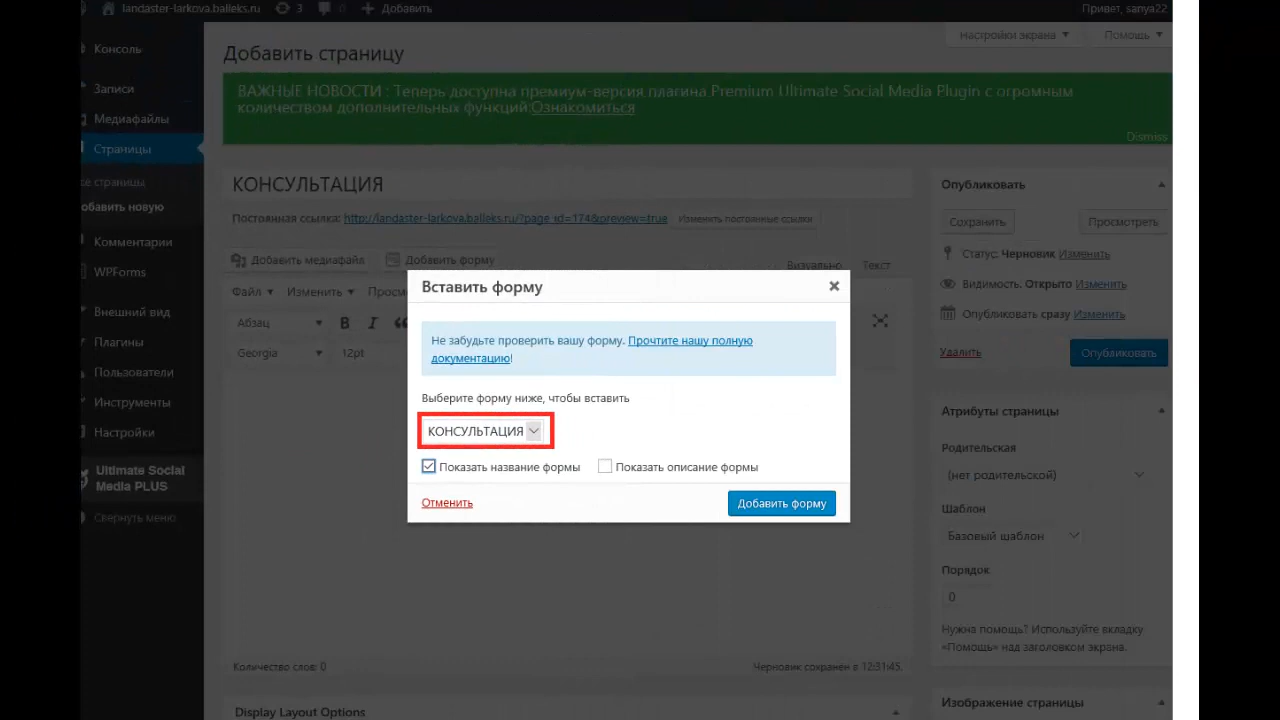 landaster-larkova.balleks.ru 3 0 Добавить Привет, sanya22
Настройки экрана Помощь
Консоль
Записи
Медиафайлы
Страницы
се страницы
обавить новую
Комментарии
WPForms
Внешний вид
Плагины
Пользователи
Инструменты
Настройки
Ultimate Social
Media PLUS
Свернуть меню
Добавить страницу
ВАЖНЫЕ НОВОСТИ : Теперь доступна премиум-версия плагина Premium Ultimate Social Media Plugin с огромным
количеством дополнительных функций.Ознакомиться
Dismiss
КОНСУЛЬТАЦИЯ
Постоянная ссылка: http://landaster-larkova.balleks.ru/?page_id=174&preview=true Изменить постоянные ссылки
Добавить медиафайл Добавить форму
Визуально Текст
Файл Изменить Просм
Абзац B I
Georgia 12pt
Вставить форму
Не забудьте проверить вашу форму. Прочтите нашу полную
документацию!
Выберите форму ниже, чтобы вставить
КОНСУЛЬТАЦИЯ
Показать название формы Показать описание формы
Отменить Добавить форму
Количество слов: 0 Черновик сохранён в 12:31:45.
Display Layout Options
Опубликовать
Сохранить Просмотреть
Статус: Черновик Изменить
Видимость: Открыто Изменить
Опубликовать сразу Изменить
Удалить Опубликовать
Атрибуты страницы
Родительская
(нет родительской)
Шаблон
Базовый шаблон
Порядок
0
Нужна помощь? Используйте вкладку
«Помощь» над заголовком экрана.
Изображение страницы